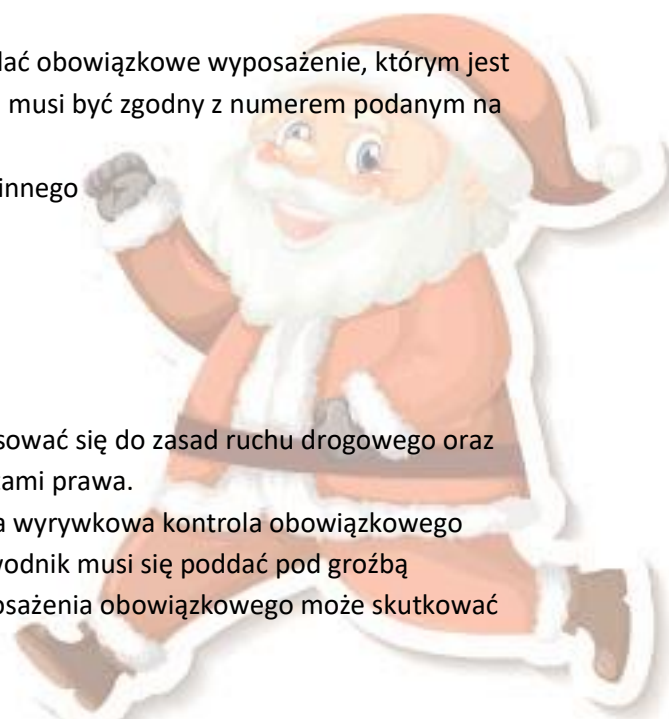 lać obowiązkowe wyposażenie, którym jest
musi być zgodny z numerem podanym na
innego
sować się do zasad ruchu drogowego oraz
ami prawa.
a wyrywkowa kontrola obowiązkowego
wodnik musi się poddać pod groźbą
osażenia obowiązkowego może skutkować